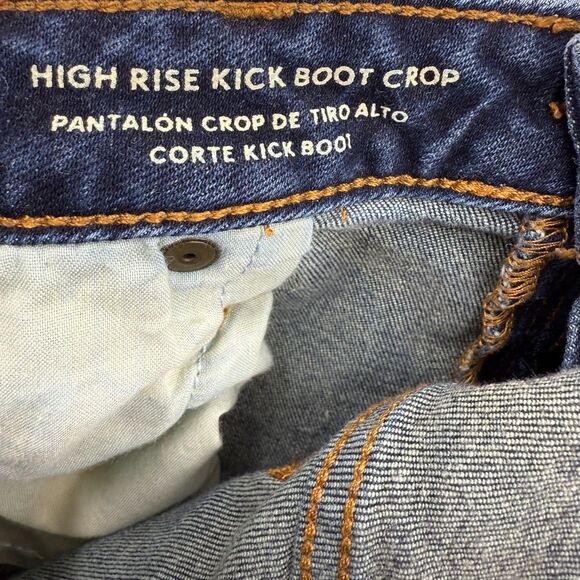 HIGH RISE KICK BOOT CROP
PANTALÓN CROP DE TIRO ALTO
CORTE KICK BOOT